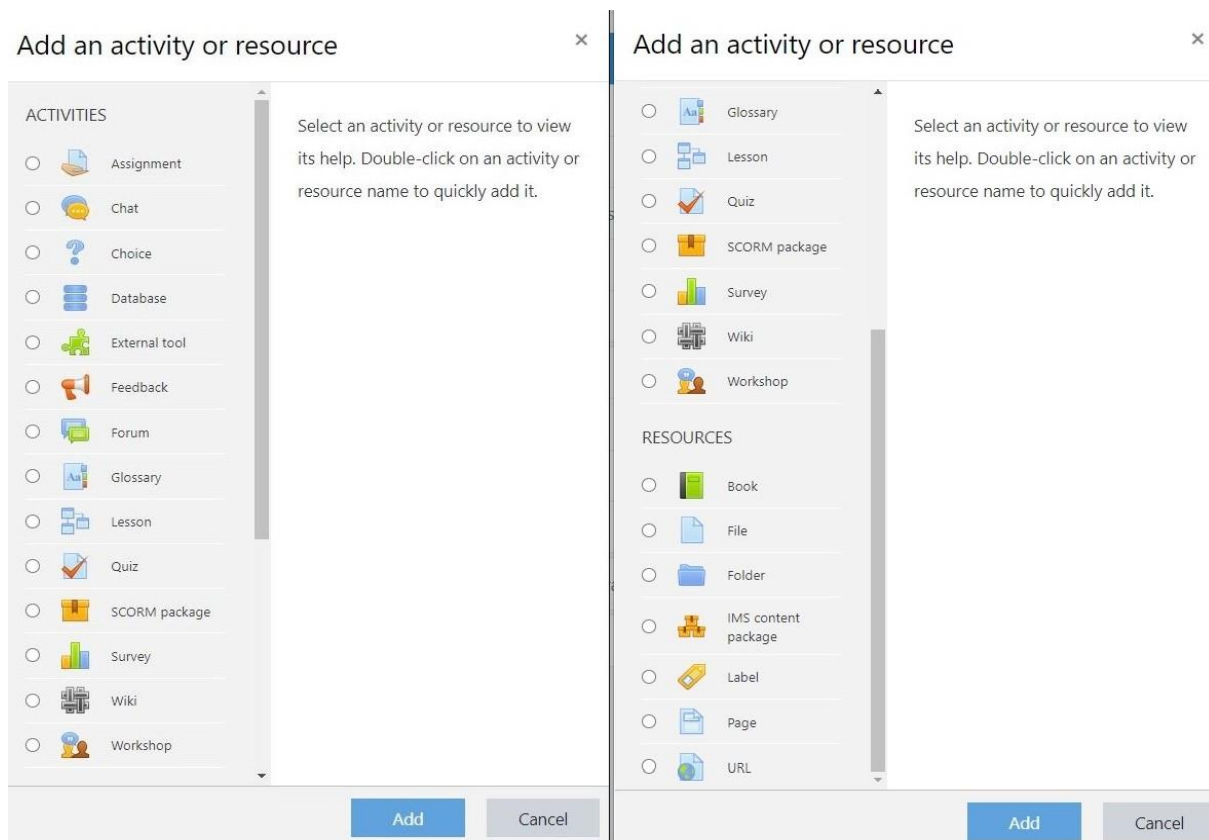 Add an activity or resource ×
ACTIVITIES
Assignment
Chat
Choice
Database
External tool
Feedback
Forum
Aa Glossary
Lesson
Quiz
SCORM package
Survey
Wiki
Workshop
Select an activity or resource to view
its help. Double-click on an activity or
resource name to quickly add it.
Add Cancel
Add an activity or resource ×
Aa Glossary
Lesson
Quiz
SCORM package
Survey
Wiki
Workshop
RESOURCES
Book
File
Folder
IMS content
package
Label
Page
URL
Select an activity or resource to view
its help. Double-click on an activity or
resource name to quickly add it.
Add Cancel